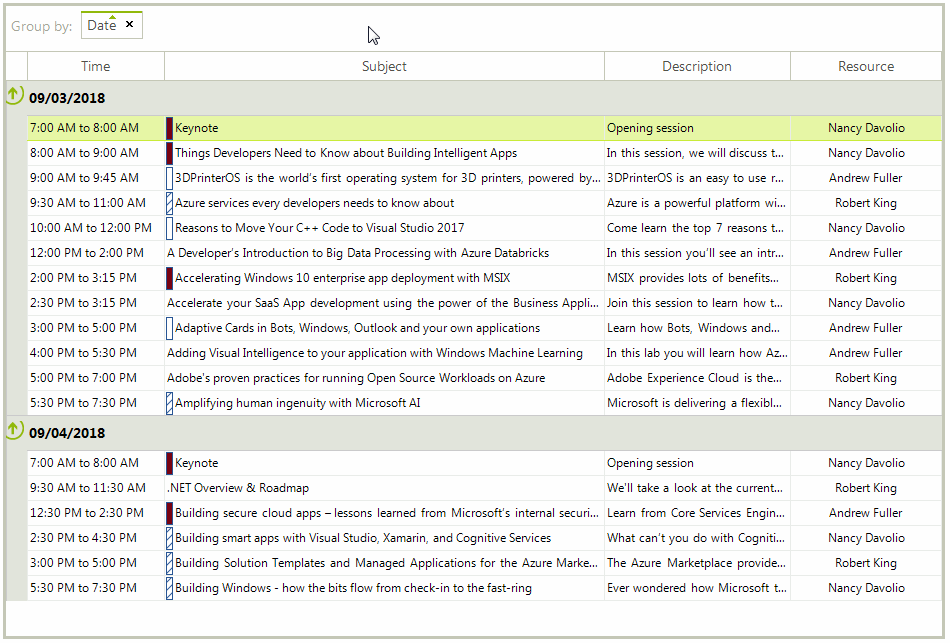 Group by: Date ×
Time Subject Description Resource
09/03/2018
7:00 AM to 8:00 AM Keynote Opening session Nancy Davolio
8:00 AM to 9:00 AM Things Developers Need to Know about Building Intelligent Apps In this session, we will discuss t... Nancy Davolio
9:00 AM to 9:45 AM 3DPrinterOS is the world's first operating system for 3D printers, powered by... 3DPrinterOS is an easy to use r... Andrew Fuller
9:30 AM to 11:00 AM Azure services every developers needs to know about Azure is a powerful platform wi... Robert King
10:00 AM to 12:00 PM Reasons to Move Your C++ Code to Visual Studio 2017 Come learn the top 7 reasons t... Nancy Davolio
12:00 PM to 2:00 PM A Developer's Introduction to Big Data Processing with Azure Databricks In this session you'll see an intr... Andrew Fuller
2:00 PM to 3:15 PM Accelerating Windows 10 enterprise app deployment with MSIX MSIX provides lots of benefits... Robert King
2:30 PM to 3:15 PM Accelerate your SaaS App development using the power of the Business Appli... Join this session to learn how t... Nancy Davolio
3:00 PM to 5:00 PM Adaptive Cards in Bots, Windows, Outlook and your own applications Learn how Bots, Windows and... Andrew Fuller
4:00 PM to 5:30 PM Adding Visual Intelligence to your application with Windows Machine Learning In this lab you will learn how Az... Andrew Fuller
5:00 PM to 7:00 PM Adobe's proven practices for running Open Source Workloads on Azure Adobe Experience Cloud is the... Robert King
5:30 PM to 7:30 PM Amplifying human ingenuity with Microsoft AI Microsoft is delivering a flexibl... Nancy Davolio
09/04/2018
7:00 AM to 8:00 AM Keynote Opening session Nancy Davolio
9:30 AM to 11:30 AM .NET Overview & Roadmap We'll take a look at the current... Robert King
12:30 PM to 2:30 PM Building secure cloud apps – lessons learned from Microsoft's internal securi... Learn from Core Services Engin... Andrew Fuller
2:30 PM to 4:30 PM Building smart apps with Visual Studio, Xamarin, and Cognitive Services What can't you do with Cogniti... Nancy Davolio
3:00 PM to 5:00 PM Building Solution Templates and Managed Applications for the Azure Marke... The Azure Marketplace provide... Robert King
5:30 PM to 7:30 PM Building Windows - how the bits flow from check-in to the fast-ring Ever wondered how Microsoft t... Nancy Davolio